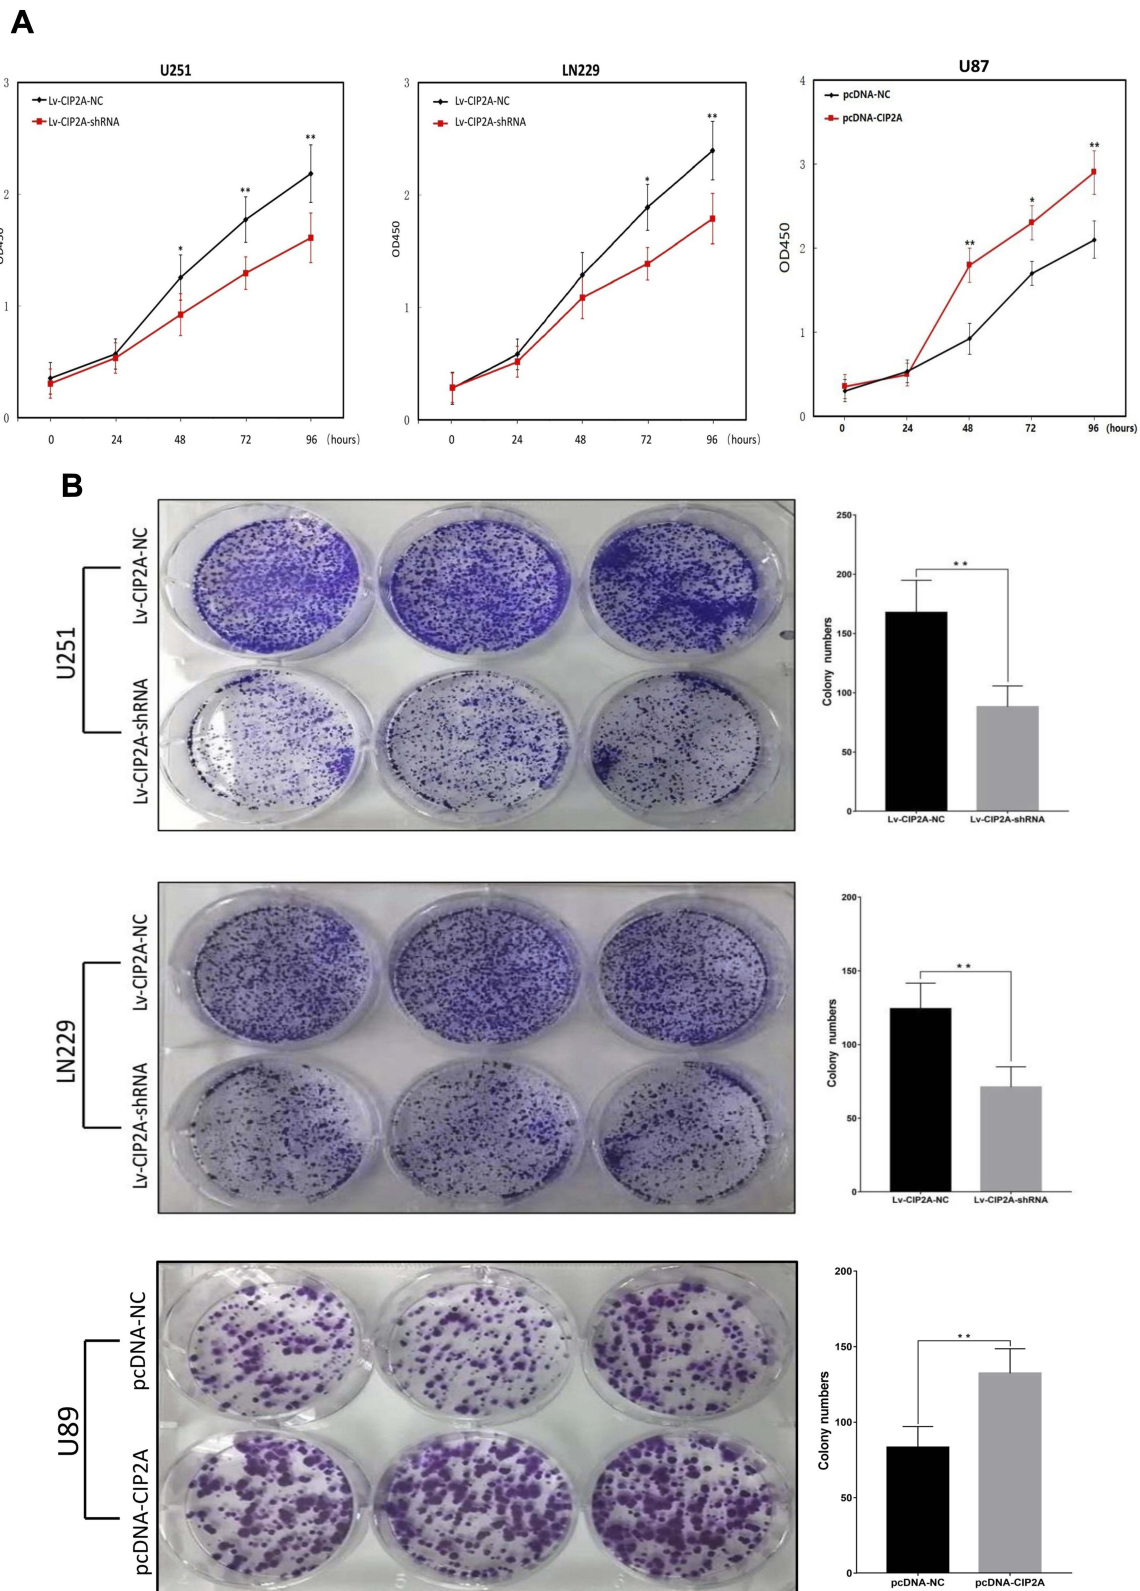 A
U251
3
2
1
0
Lv-CIP2A-NC
Lv-CIP2A-shRNA
*
**
**
0 24 48 72 96 (hours)
LN229
OD450
3
2
1
0
Lv-CIP2A-NC
Lv-CIP2A-shRNA
*
**
0 24 48 72 96 (hours)
U87
OD450
4
3
2
1
0
pcDNA-NC
pcDNA-CIP2A
**
*
**
0 24 48 72 96 (hours)
B
U251
Lv-CIP2A-NC
Lv-CIP2A-shRNA
Colony numbers
250
200
150
100
50
0
**
Lv-CIP2A-NC Lv-CIP2A-shRNA
LN229
Lv-CIP2A-NC
Lv-CIP2A-shRNA
Colony numbers
200
150
100
50
0
**
Lv-CIP2A-NC Lv-CIP2A-shRNA
U89
pcDNA-NC
pcDNA-CIP2A
Colony numbers
200
150
100
50
0
**
pcDNA-NC pcDNA-CIP2A